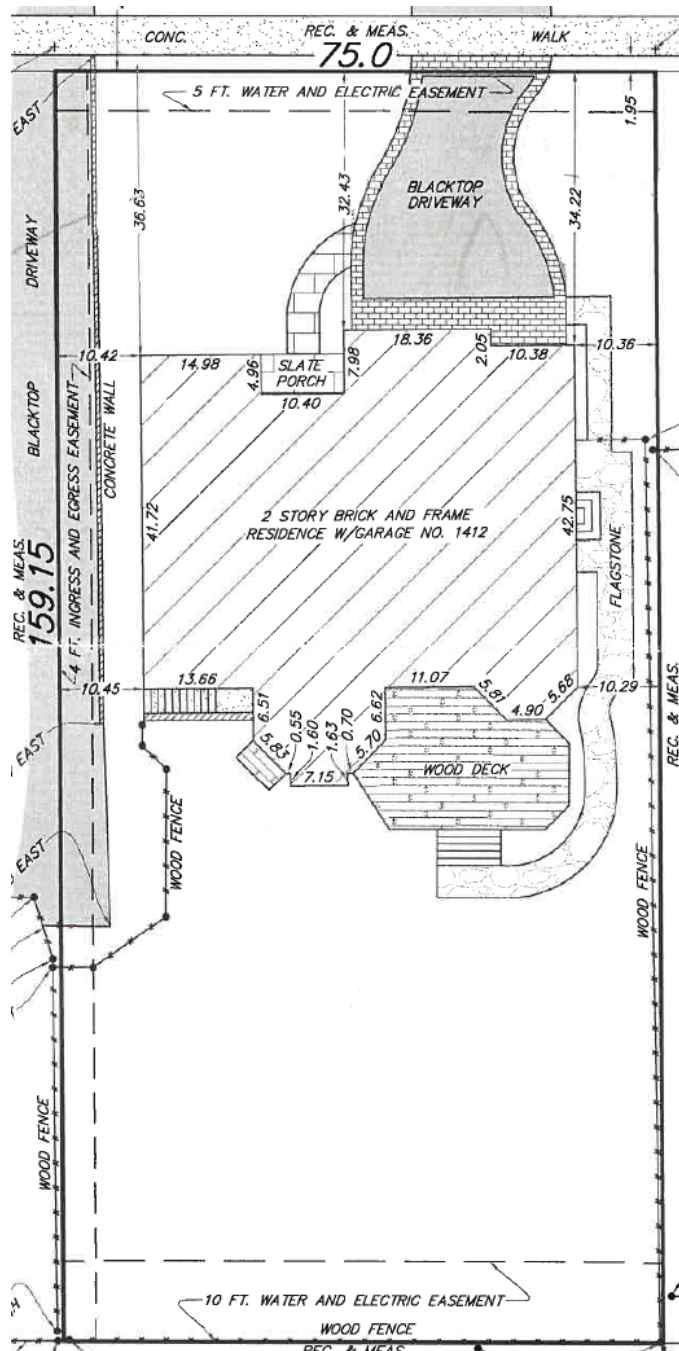 CONC.
REC. & MEAS.
75.0
WALK
EAST
5 FT. WATER AND ELECTRIC EASEMENT
1.95
36.63
32.43
BLACKTOP
DRIVEWAY
34.22
BLACKTOP DRIVEWAY
10.42
14.98
4.96
SLATE
PORCH
7.98
18.36
2.05
10.38
10.36
10.40
4 FT. INGRESS AND EGRESS EASEMENT
CONCRETE WALL
REC. & MEAS.
159.15
41.72
2 STORY BRICK AND FRAME
RESIDENCE W/GARAGE NO. 1412
42.75
FLAGSTONE
10.45
13.66
11.07
5.81
4.90
5.68
10.29
REC. & MEAS.
6.51
5.83
0.55
1.60
7.15
1.63
0.70
5.70
6.62
WOOD DECK
EAST
EAST
WOOD FENCE
WOOD FENCE
WOOD FENCE
10 FT. WATER AND ELECTRIC EASEMENT
WOOD FENCE
REC. & MEAS.